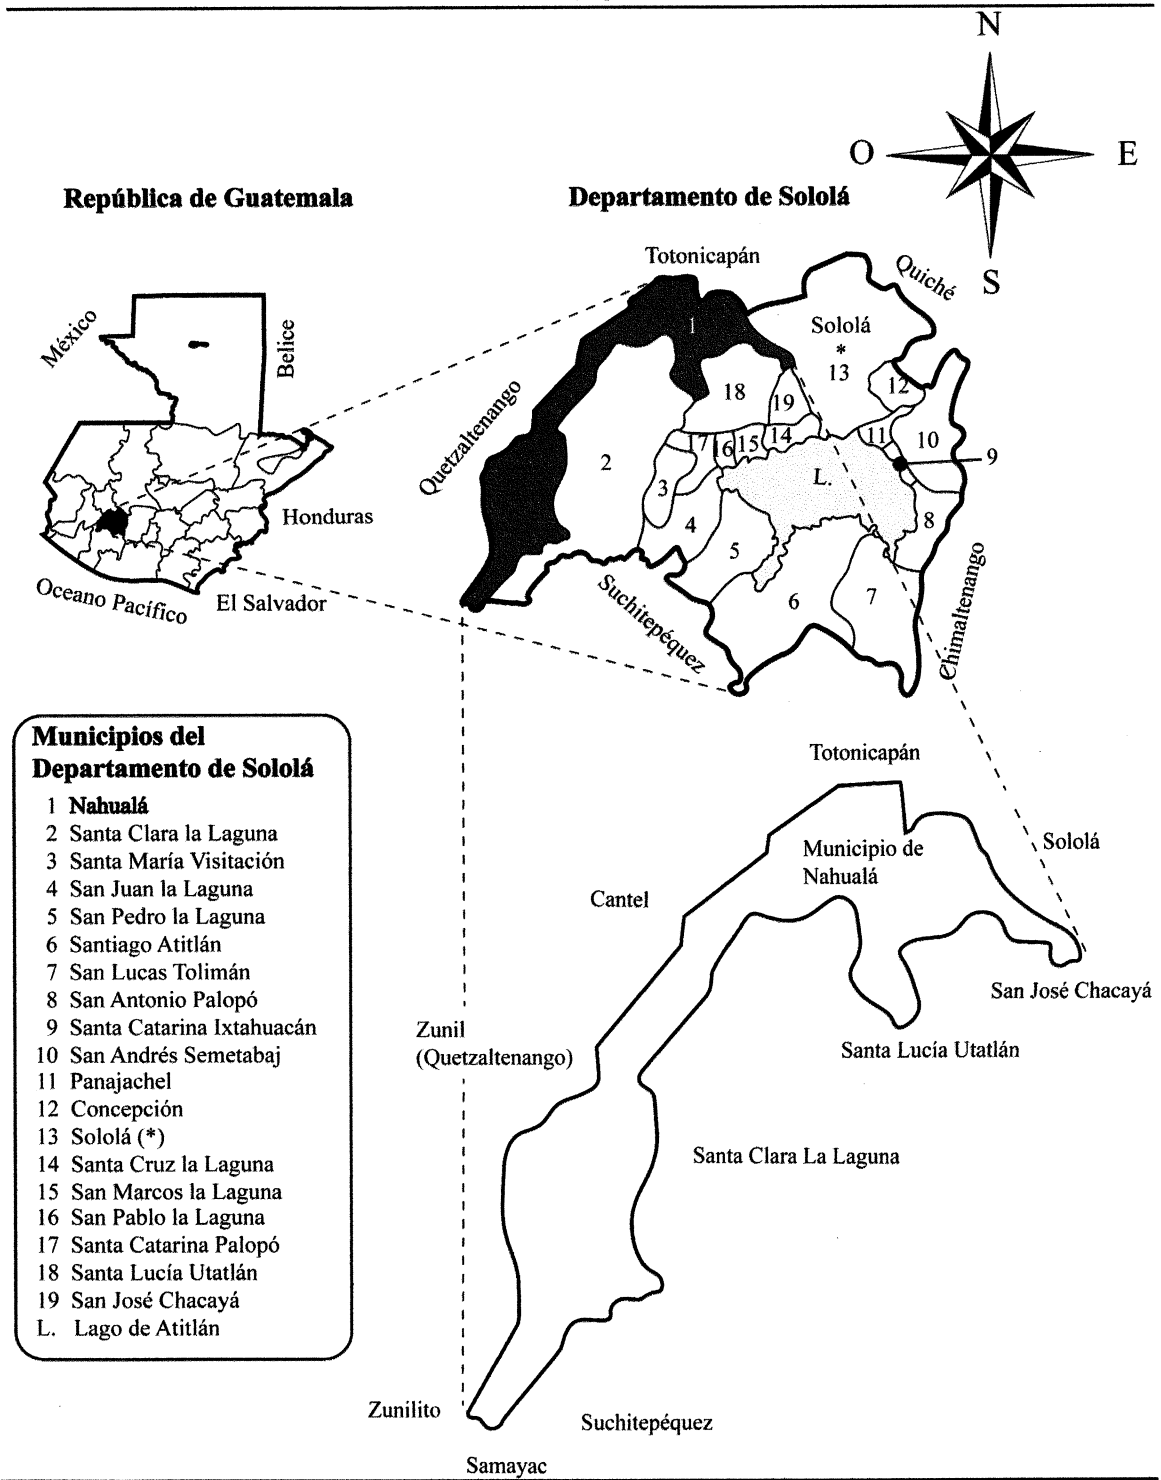 N
O
E
S
República de Guatemala
Departamento de Sololá
México
Belice
Honduras
El Salvador
Oceano Pacífico
Totonicapán
Quiché
Quetzaltenango
Suchitepéquez
Chimaltenango
1
Sololá
*
13
12
18
19
11
10
17
16
15
14
9
2
L.
3
4
8
5
6
7
Municipios del
Departamento de Sololá
1 Nahualá
2 Santa Clara la Laguna
3 Santa María Visitación
4 San Juan la Laguna
5 San Pedro la Laguna
6 Santiago Atitlán
7 San Lucas Tolimán
8 San Antonio Palopó
9 Santa Catarina Ixtahuacán
10 San Andrés Semetabaj
11 Panajachel
12 Concepción
13 Sololá (*)
14 Santa Cruz la Laguna
15 San Marcos la Laguna
16 San Pablo la Laguna
17 Santa Catarina Palopó
18 Santa Lucía Utatlán
19 San José Chacayá
L. Lago de Atitlán
Totonicapán
Municipio de
Nahualá
Sololá
Cantel
San José Chacayá
Zunil
(Quetzaltenango)
Santa Lucía Utatlán
Santa Clara La Laguna
Zunilito
Suchitepéquez
Samayac